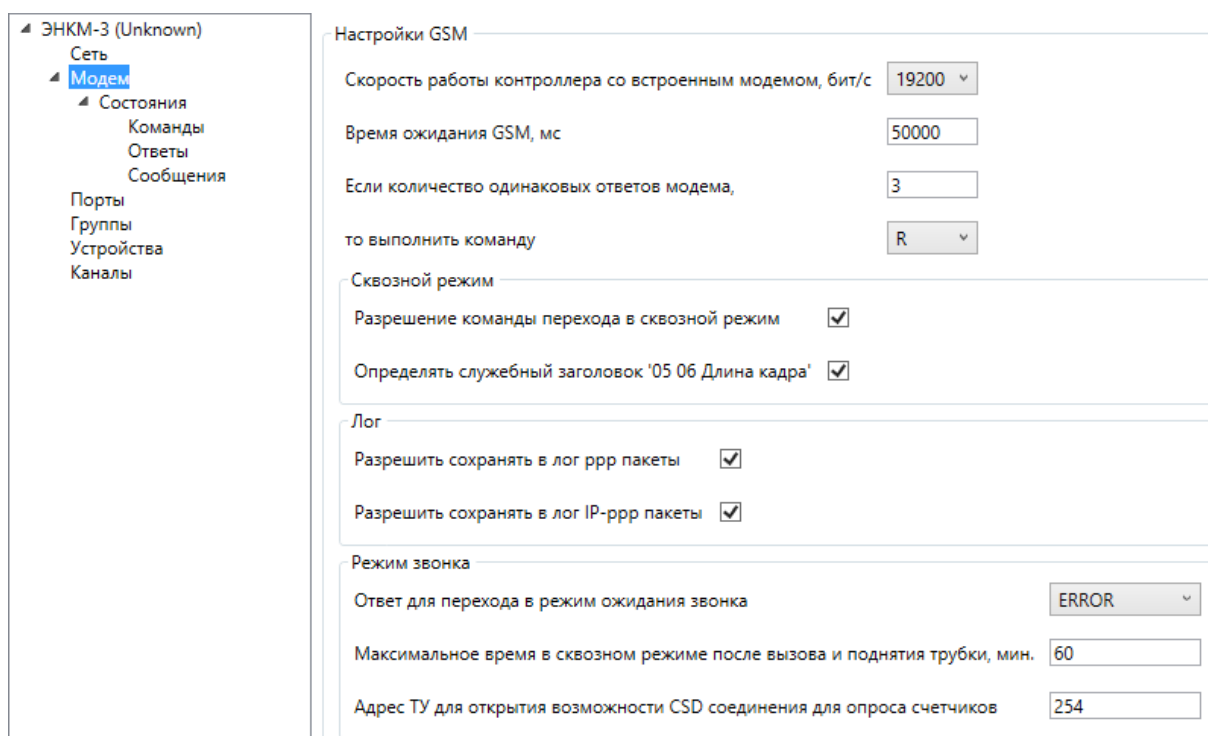 ЭНКМ-3 (Unknown)
Сеть
Модем
Состояния
Команды
Ответы
Сообщения
Порты
Группы
Устройства
Каналы
Настройки GSM
Скорость работы контроллера со встроенным модемом, бит/с 19200
Время ожидания GSM, мс 50000
Если количество одинаковых ответов модема, 3
то выполнить команду R
Сквозной режим
Разрешение команды перехода в сквозной режим
Определять служебный заголовок '05 06 Длина кадра'
Лог
Разрешить сохранять в лог ppp пакеты
Разрешить сохранять в лог IP-ppp пакеты
Режим звонка
Ответ для перехода в режим ожидания звонка ERROR
Максимальное время в сквозном режиме после вызова и поднятия трубки, мин. 60
Адрес ТУ для открытия возможности CSD соединения для опроса счетчиков 254